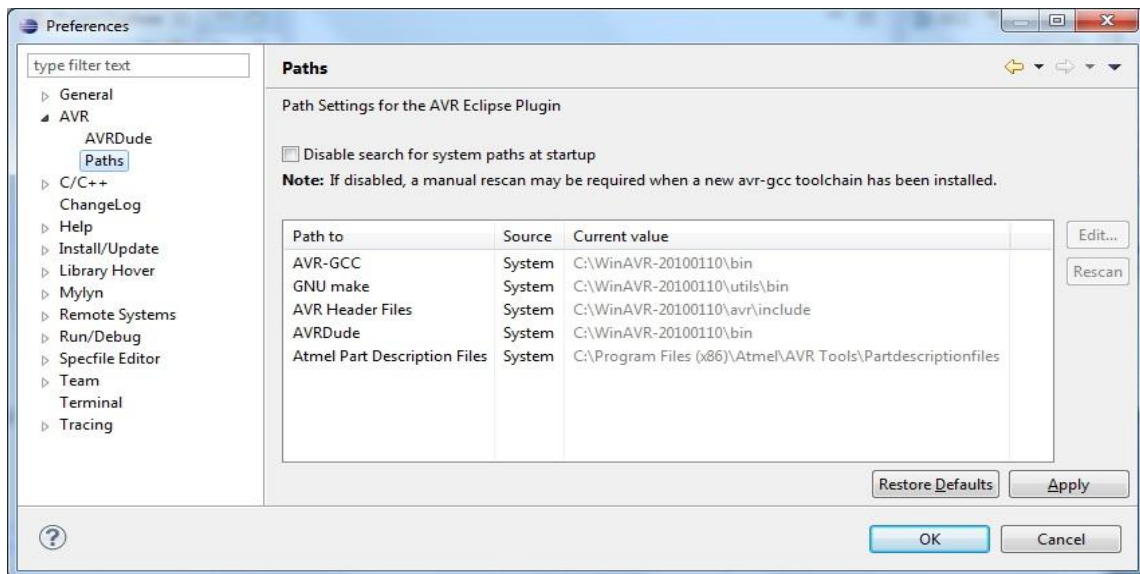 Preferences
type filter text
General
AVR
AVRDude
Paths
C/C++
ChangeLog
Help
Install/Update
Library Hover
Mylyn
Remote Systems
Run/Debug
Specfile Editor
Team
Terminal
Tracing
Paths
Path Settings for the AVR Eclipse Plugin
Disable search for system paths at startup
Note: If disabled, a manual rescan may be required when a new avr-gcc toolchain has been installed.
Path to Source Current value
AVR-GCC System C:\WinAVR-20100110\bin
GNU make System C:\WinAVR-20100110\utils\bin
AVR Header Files System C:\WinAVR-20100110\avr\include
AVRDude System C:\WinAVR-20100110\bin
Atmel Part Description Files System C:\Program Files (x86)\Atmel\AVR Tools\Partdescriptionfiles
Edit...
Rescan
Restore Defaults Apply
? OK Cancel